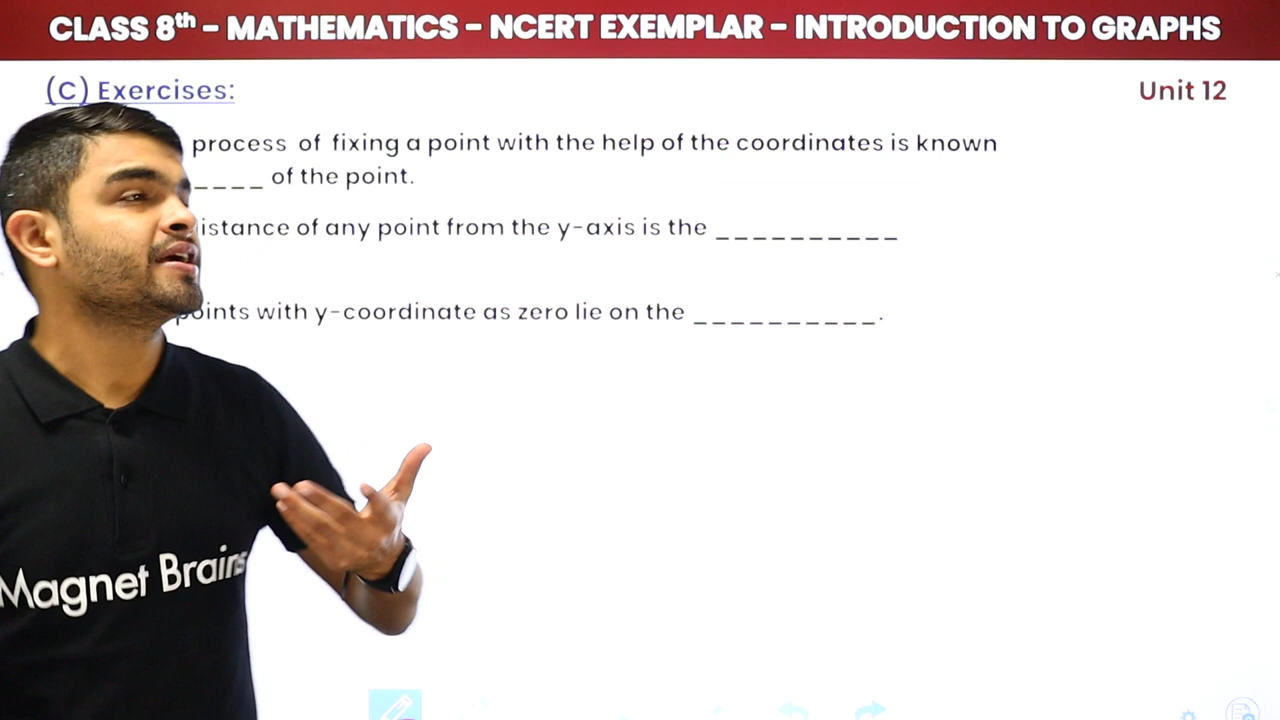 CLASS 8th - MATHEMATICS - NCERT EXEMPLAR - INTRODUCTION TO GRAPHS
(C) Exercises:
Unit 12
process of fixing a point with the help of the coordinates is known
____ of the point.
istance of any point from the y-axis is the __________
points with y-coordinate as zero lie on the __________.
Magnet Brains